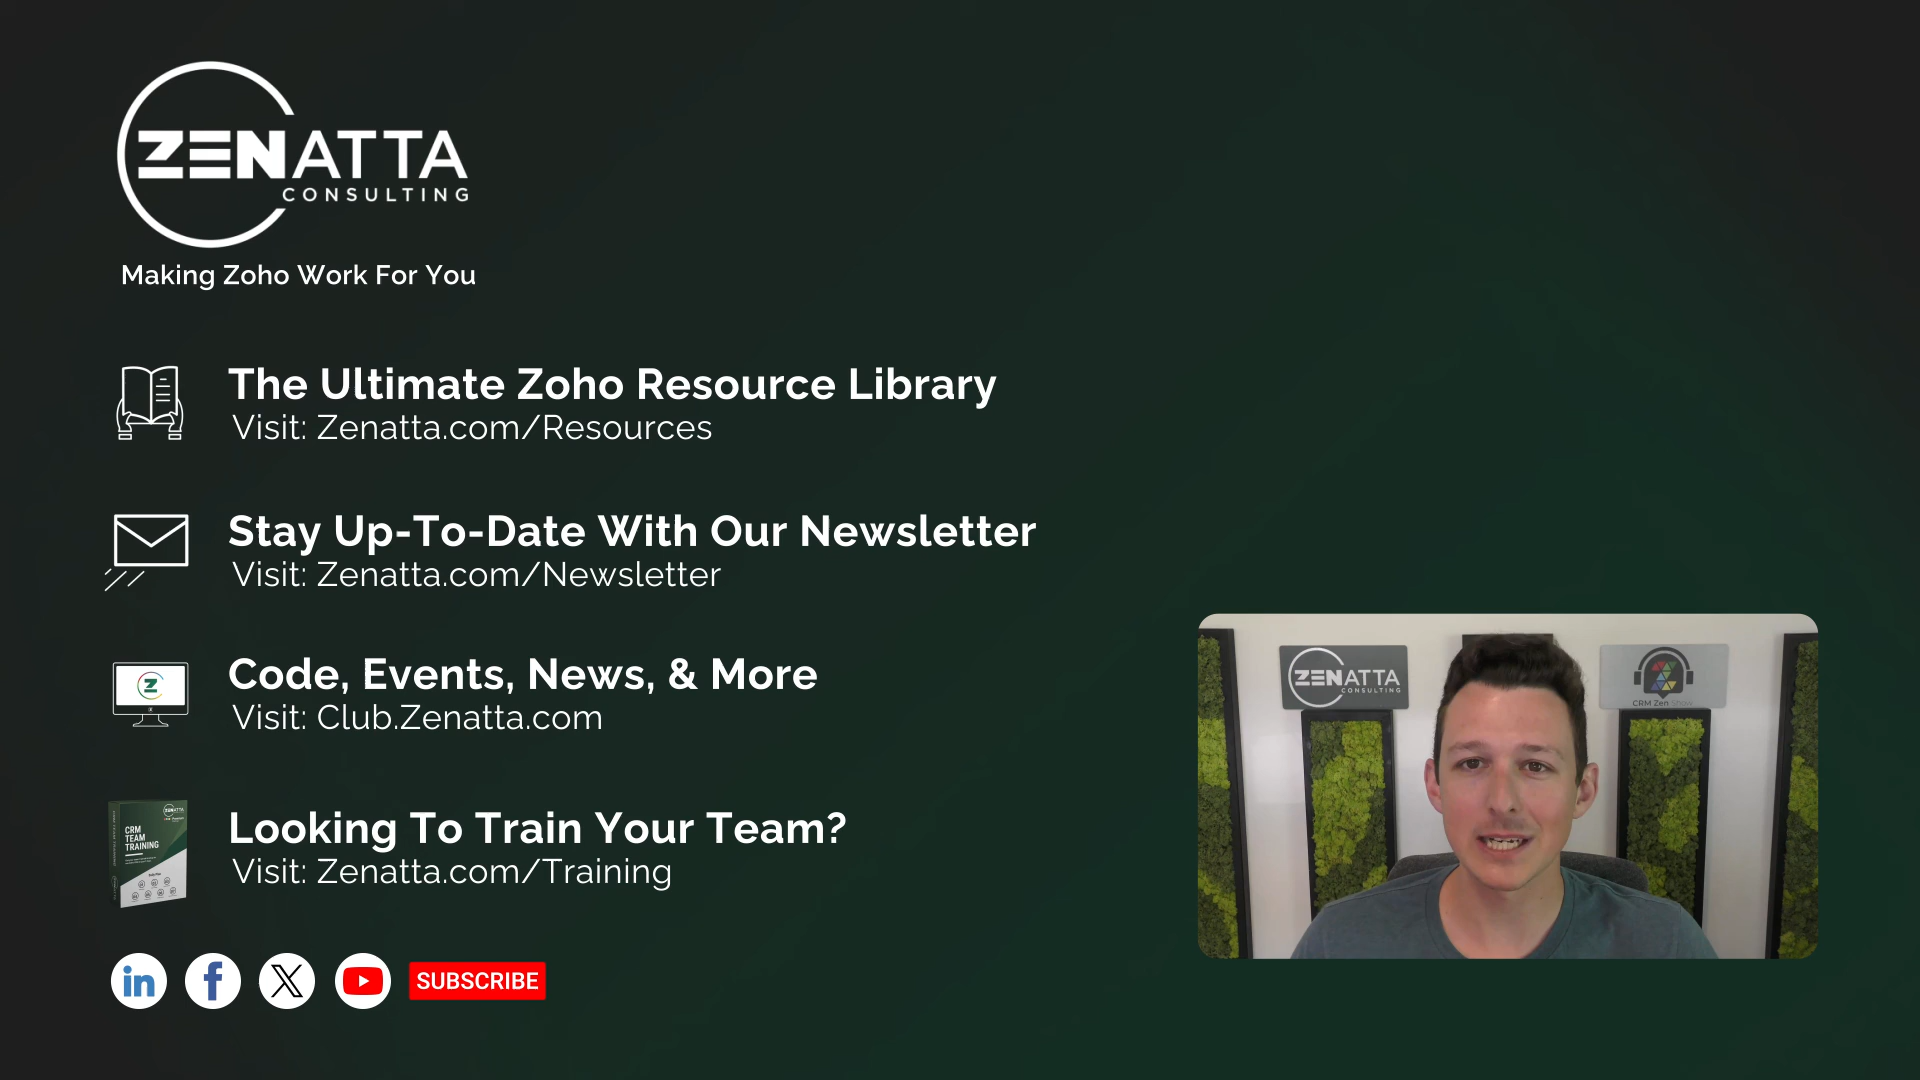 ZENATTA
CONSULTING
Making Zoho Work For You
The Ultimate Zoho Resource Library
Visit: Zenatta.com/Resources
Stay Up-To-Date With Our Newsletter
Visit: Zenatta.com/Newsletter
Code, Events, News, & More
Visit: Club.Zenatta.com
CRM
TEAM
TRAINING
Looking To Train Your Team?
Visit: Zenatta.com/Training
SUBSCRIBE
ZENATTA
CONSULTING
CRM Zen Show